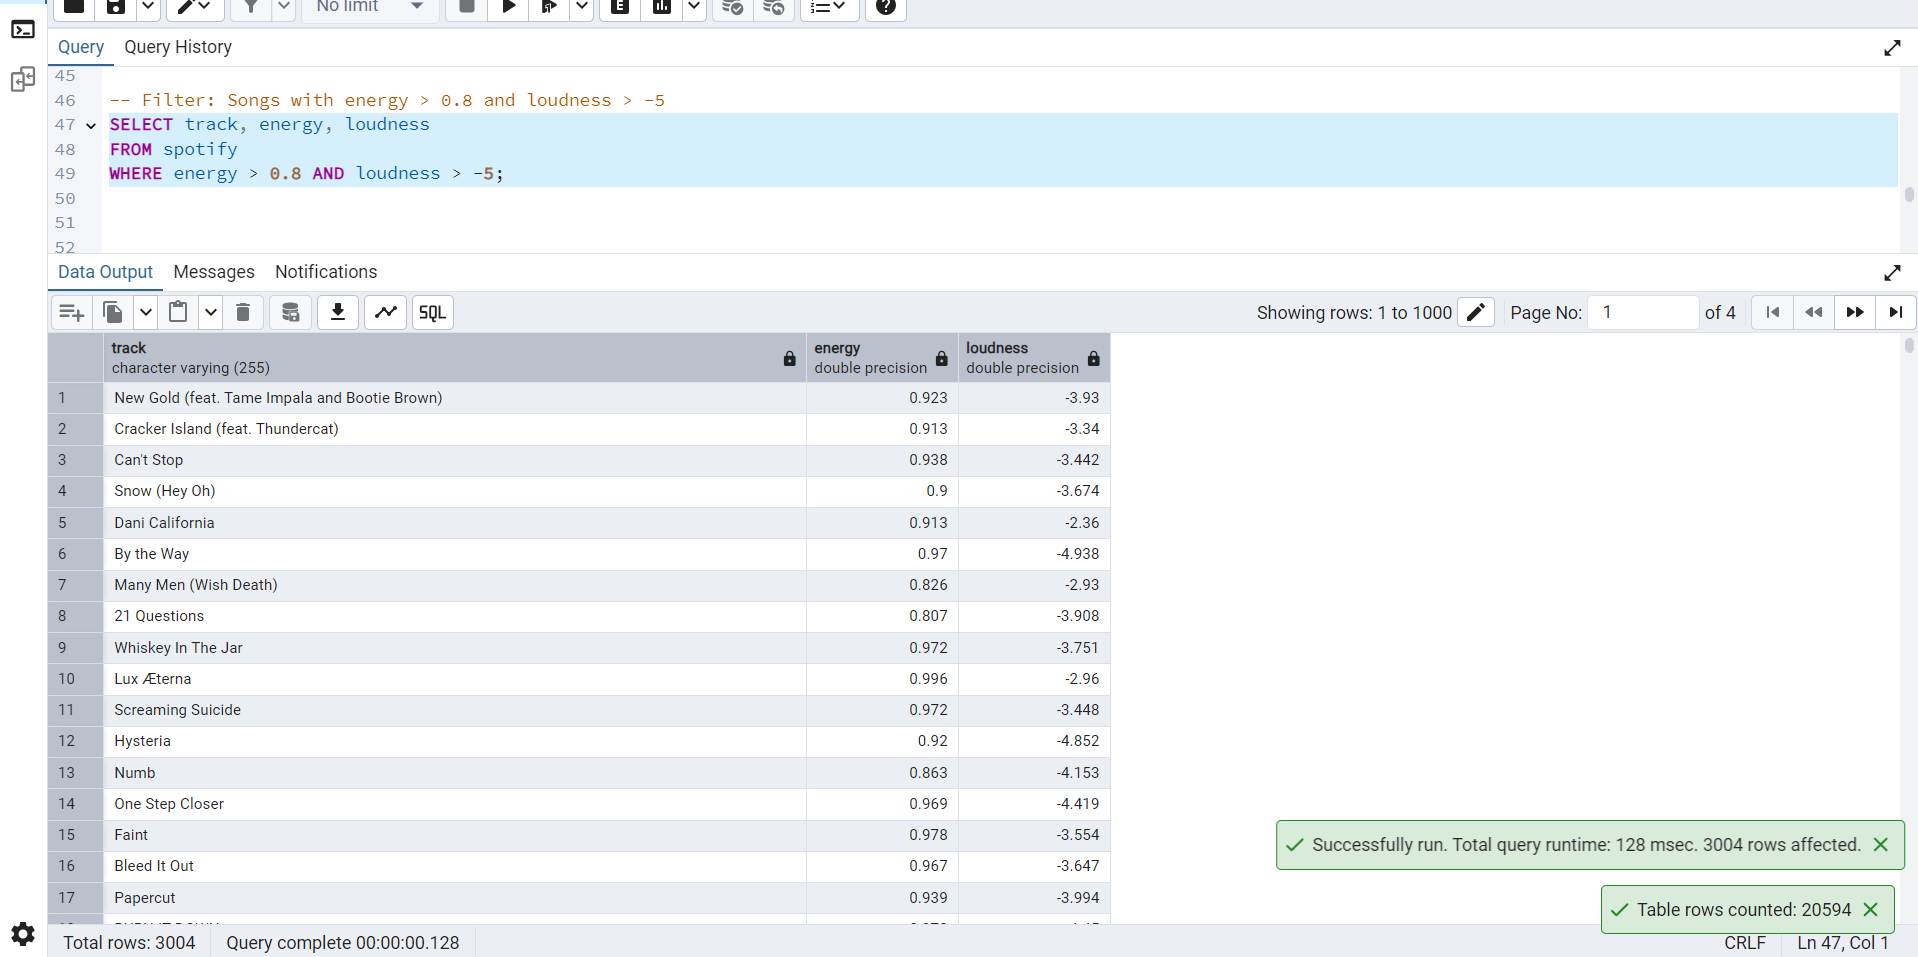 No limit
Query Query History
45
46 -- Filter: Songs with energy > 0.8 and loudness > -5
47 SELECT track, energy, loudness
48 FROM spotify
49 WHERE energy > 0.8 AND loudness > -5;
50
51
52
Data Output Messages Notifications
SQL Showing rows: 1 to 1000 Page No: 1 of 4
track energy loudness
character varying (255) double precision double precision
1 New Gold (feat. Tame Impala and Bootie Brown) 0.923 -3.93
2 Cracker Island (feat. Thundercat) 0.913 -3.34
3 Can't Stop 0.938 -3.442
4 Snow (Hey Oh) 0.9 -3.674
5 Dani California 0.913 -2.36
6 By the Way 0.97 -4.938
7 Many Men (Wish Death) 0.826 -2.93
8 21 Questions 0.807 -3.908
9 Whiskey In The Jar 0.972 -3.751
10 Lux Æterna 0.996 -2.96
11 Screaming Suicide 0.972 -3.448
12 Hysteria 0.92 -4.852
13 Numb 0.863 -4.153
14 One Step Closer 0.969 -4.419
15 Faint 0.978 -3.554
16 Bleed It Out 0.967 -3.647
17 Papercut 0.939 -3.994
Successfully run. Total query runtime: 128 msec. 3004 rows affected.
Table rows counted: 20594
Total rows: 3004 Query complete 00:00:00.128 CRLF Ln 47, Col 1